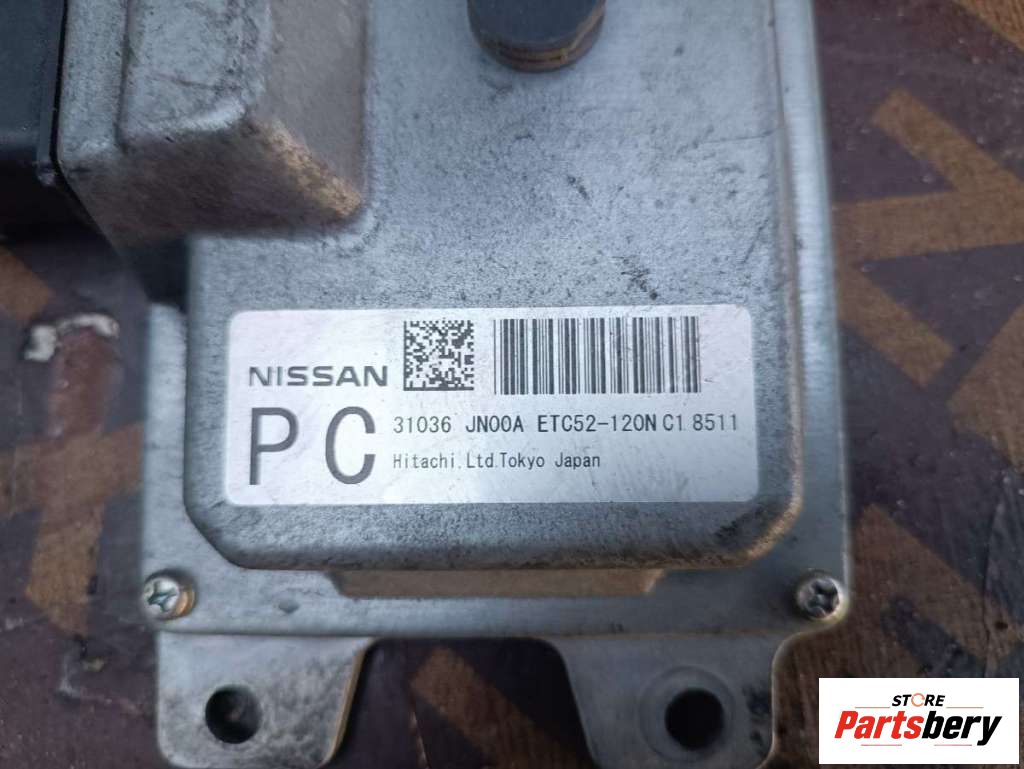 NISSAN
PC
31036 JN00A ETC52-120N C1 8511
Hitachi,Ltd.Tokyo Japan
STORE
Partsbery